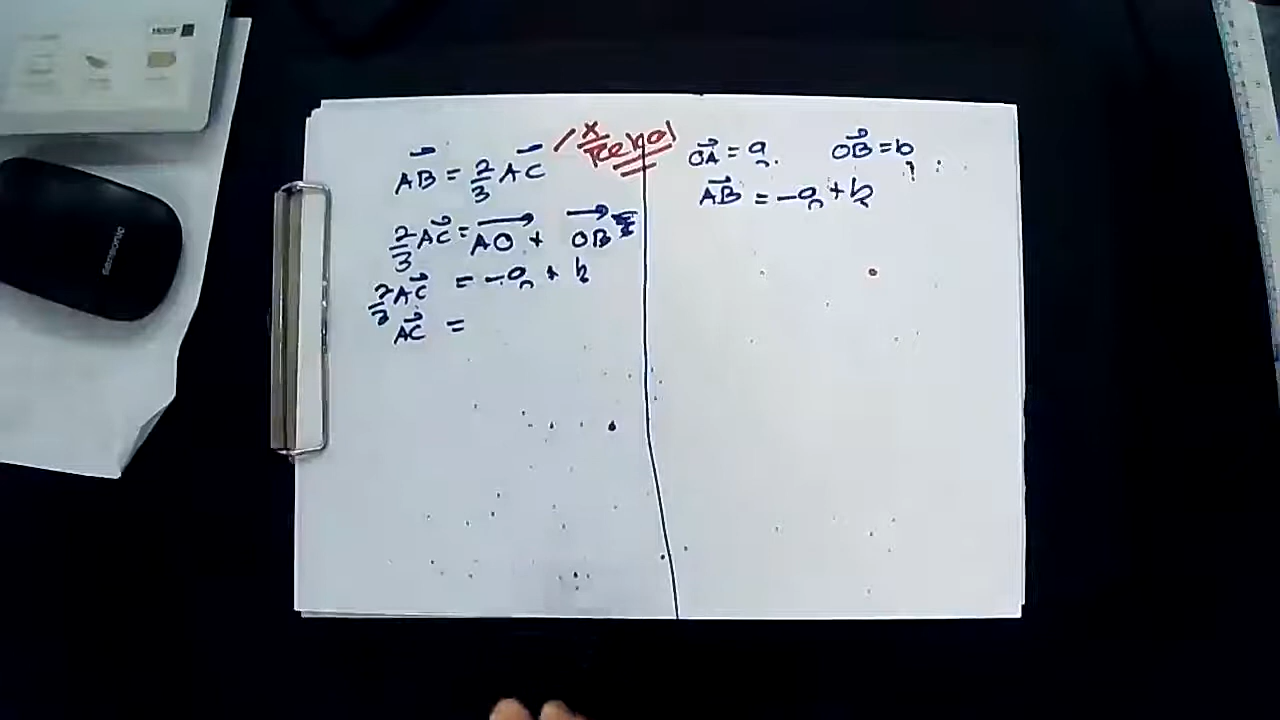 AB = 2/3 AC
2/3 AC = AO + OB
2/3 AC = -a + b
AC =
OA = a. OB = b
AB = -a + b